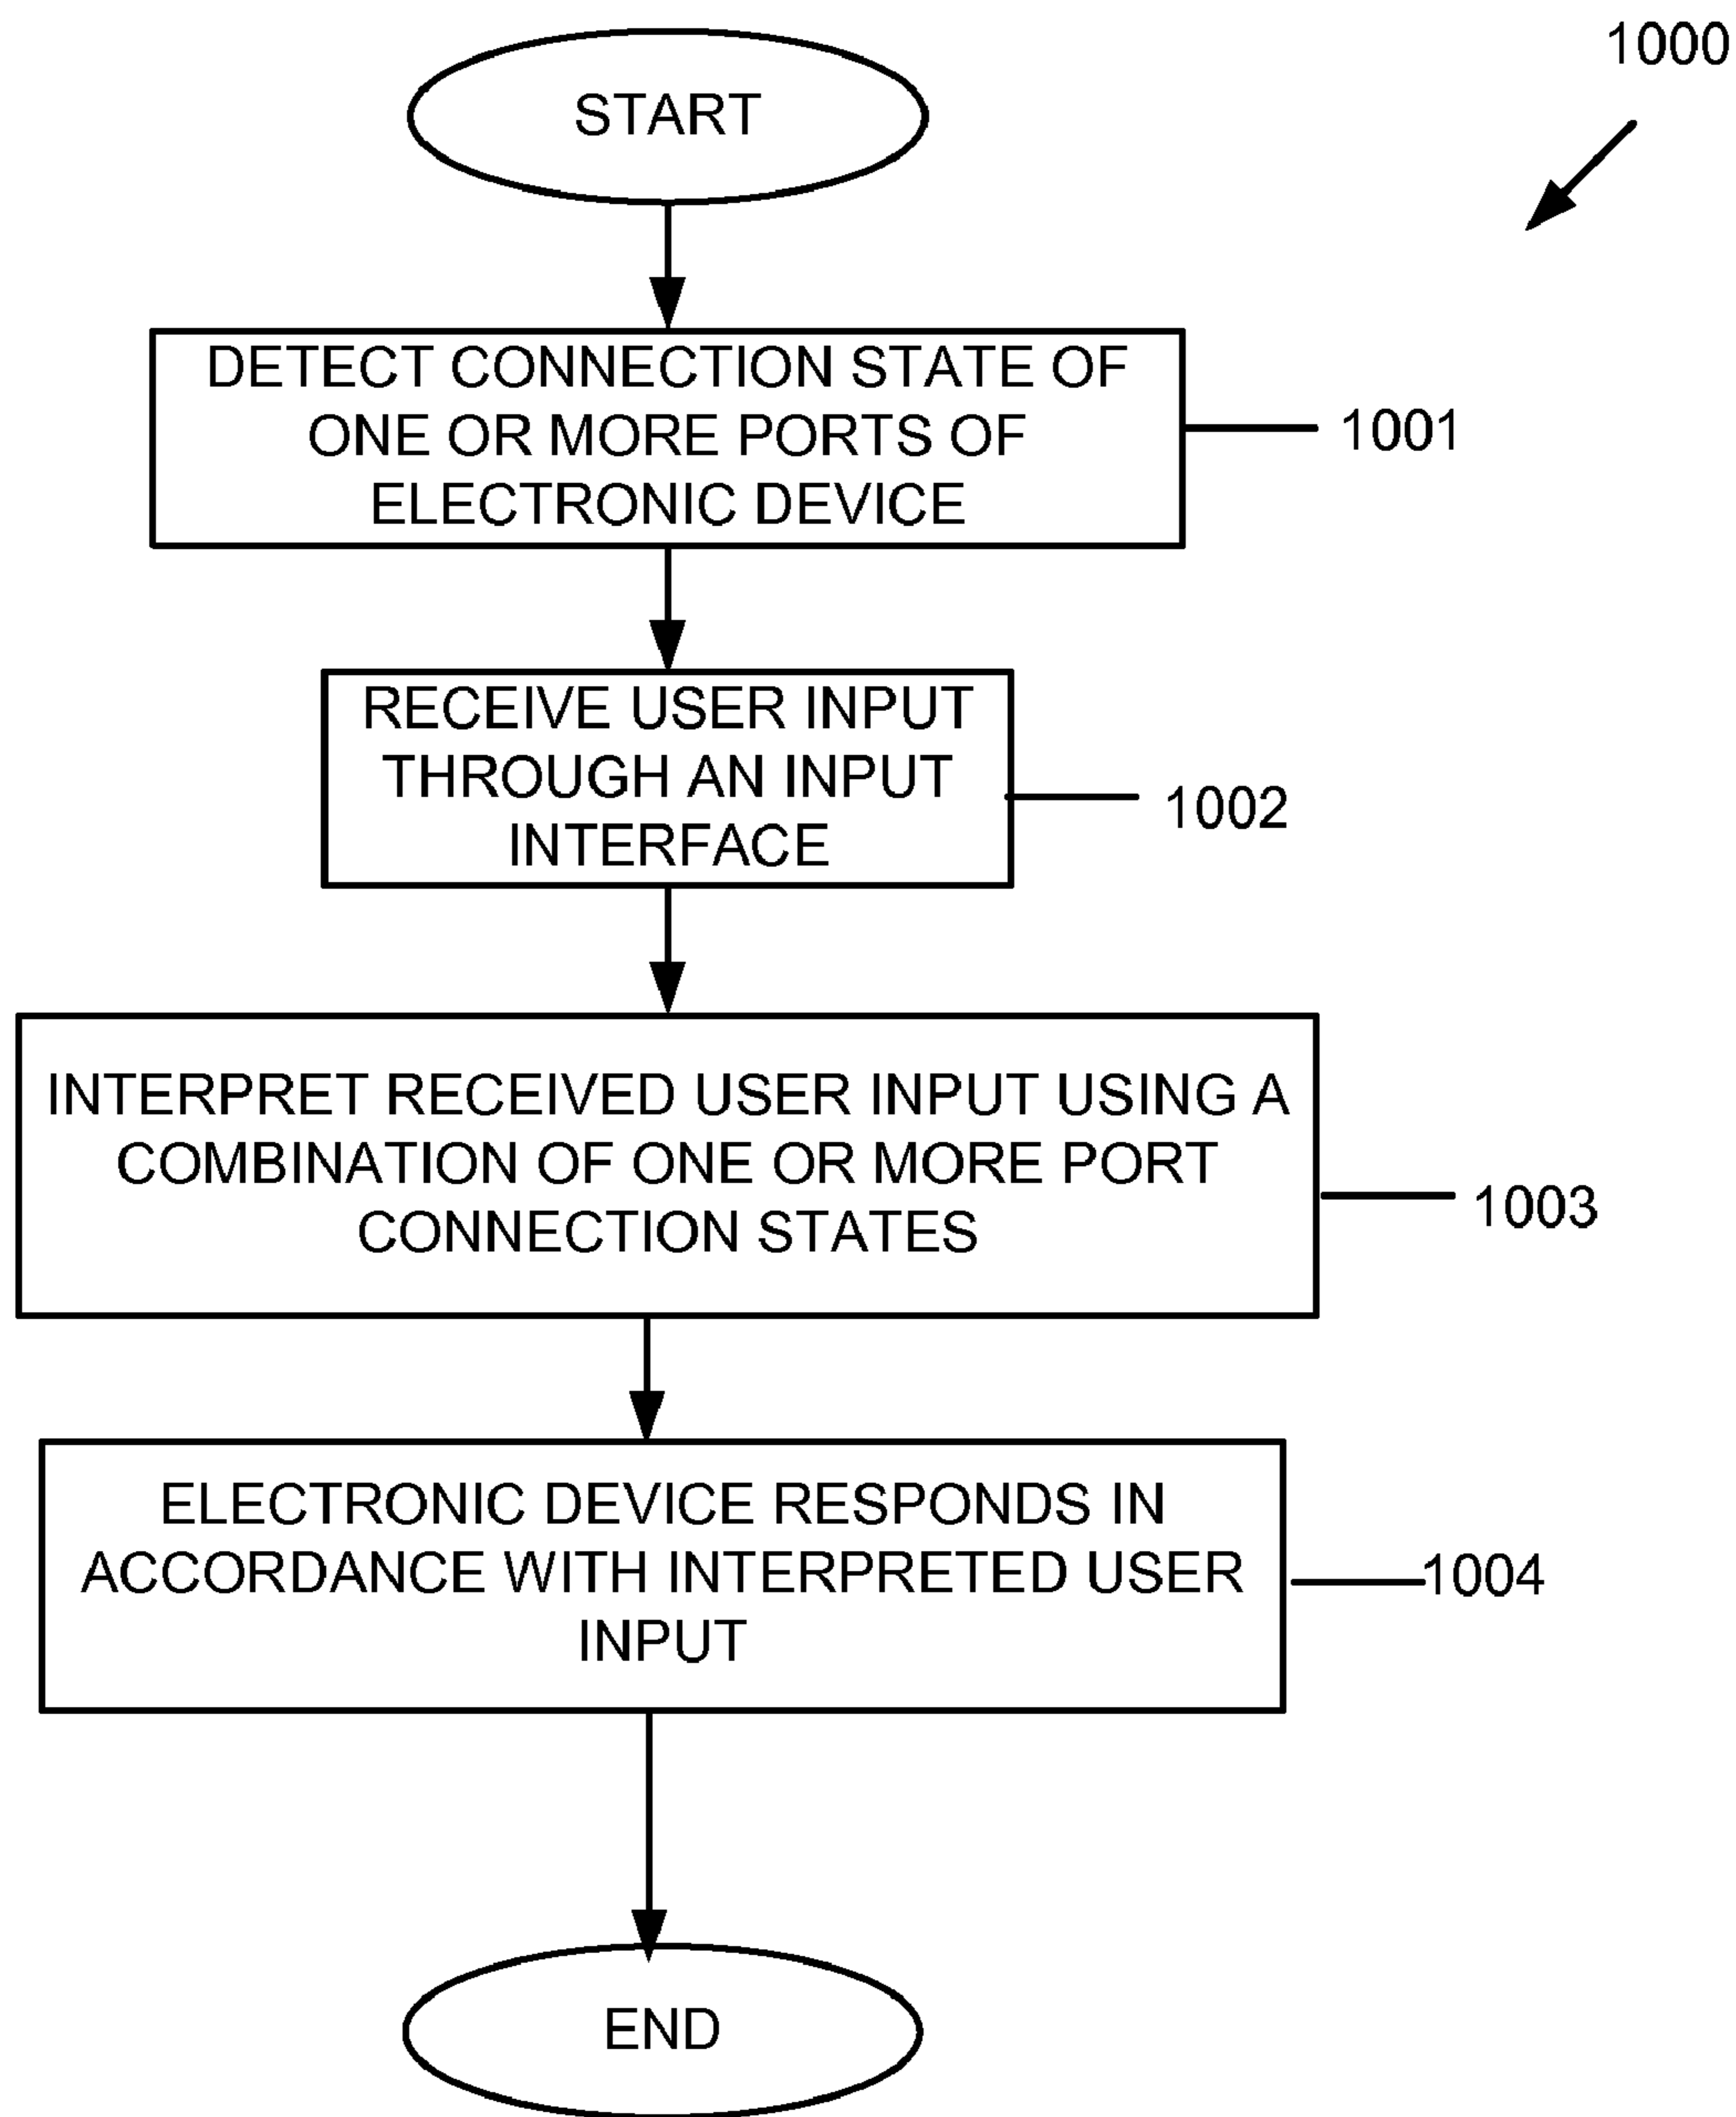 1000
START
DETECT CONNECTION STATE OF
ONE OR MORE PORTS OF
ELECTRONIC DEVICE
1001
RECEIVE USER INPUT
THROUGH AN INPUT
INTERFACE
1002
INTERPRET RECEIVED USER INPUT USING A
COMBINATION OF ONE OR MORE PORT
CONNECTION STATES
1003
ELECTRONIC DEVICE RESPONDS IN
ACCORDANCE WITH INTERPRETED USER
INPUT
1004
END